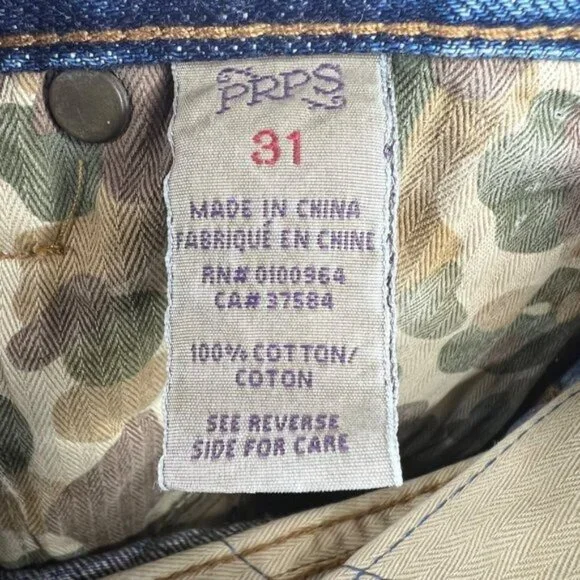 PRPS
31
MADE IN CHINA
FABRIQUÉ EN CHINE
RN# 0100964
CA# 37584
100% COTTON/
COTON
SEE REVERSE
SIDE FOR CARE